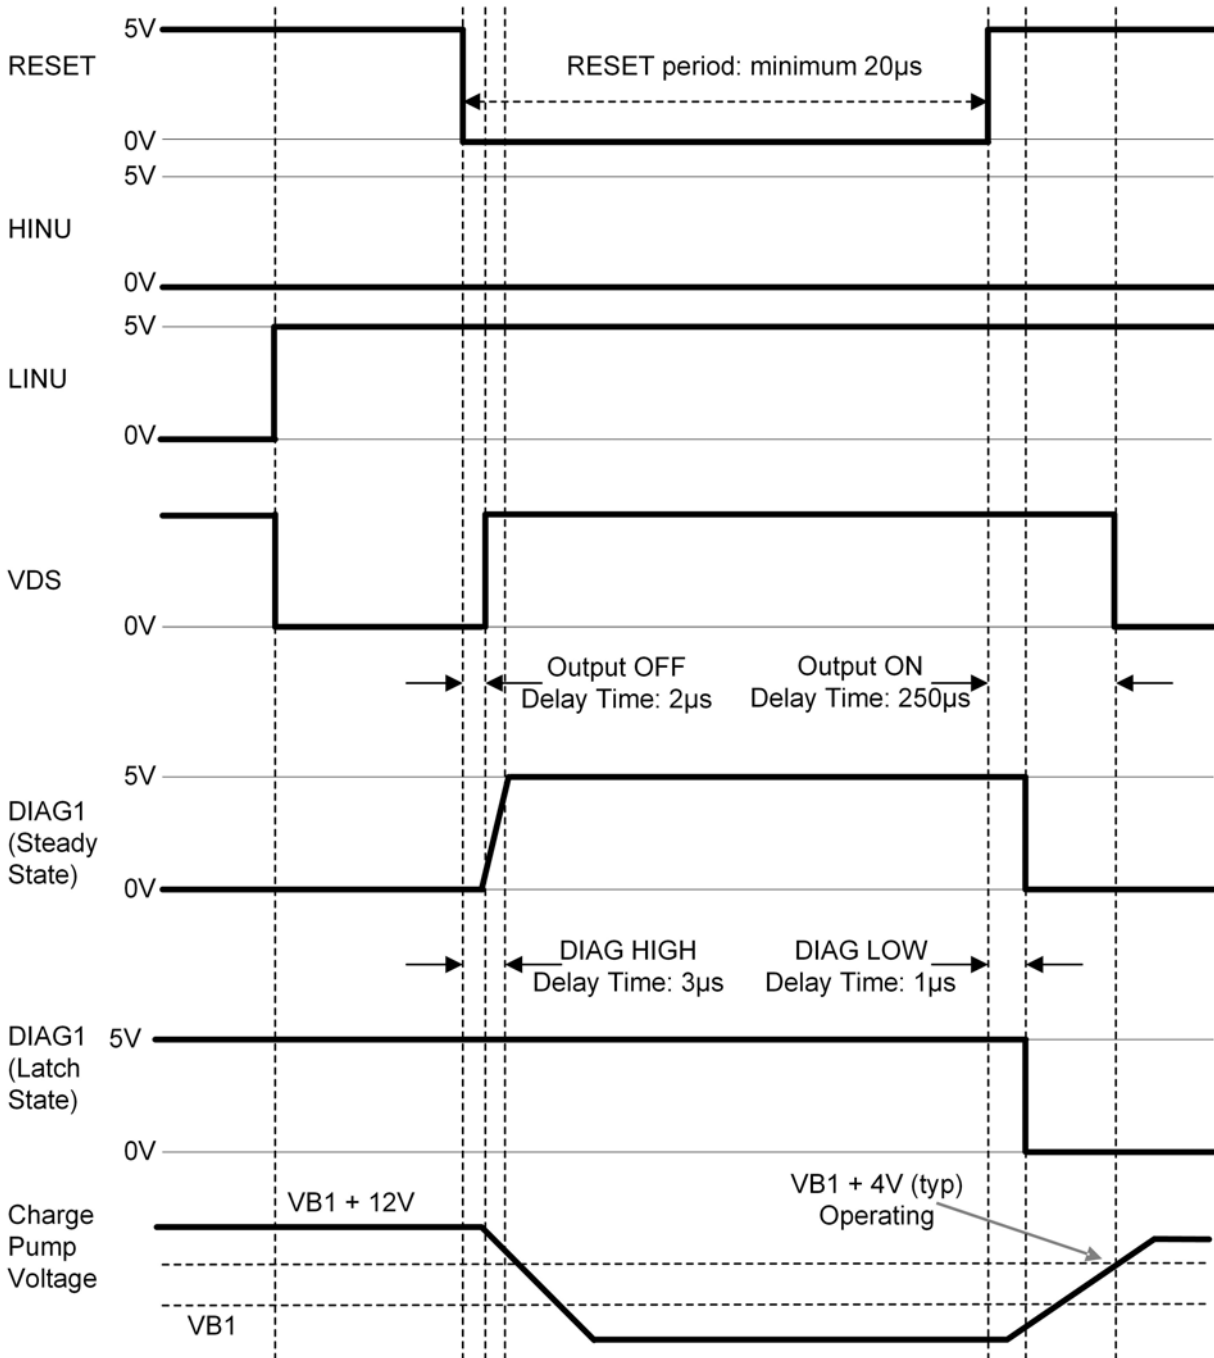 5V
RESET
RESET period: minimum 20µs
0V
5V
HINU
0V
5V
LINU
0V
VDS
0V
Output OFF
Delay Time: 2µs
Output ON
Delay Time: 250µs
5V
DIAG1
(Steady
State)
0V
DIAG HIGH
Delay Time: 3µs
DIAG LOW
Delay Time: 1µs
DIAG1 5V
(Latch
State)
0V
VB1 + 4V (typ)
Operating
VB1 + 12V
Charge
Pump
Voltage
VB1